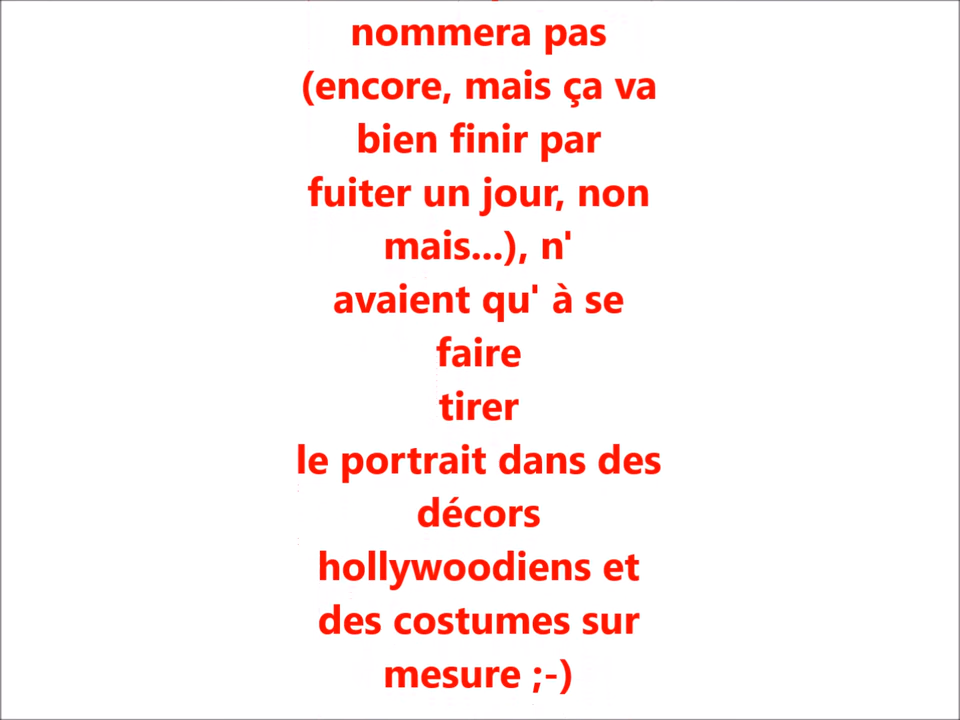 nommera pas
(encore, mais ça va
bien finir par
fuiter un jour, non
mais...), n'
avaient qu' à se
faire
tirer
le portrait dans des
décors
hollywoodiens et
des costumes sur
mesure ;-)